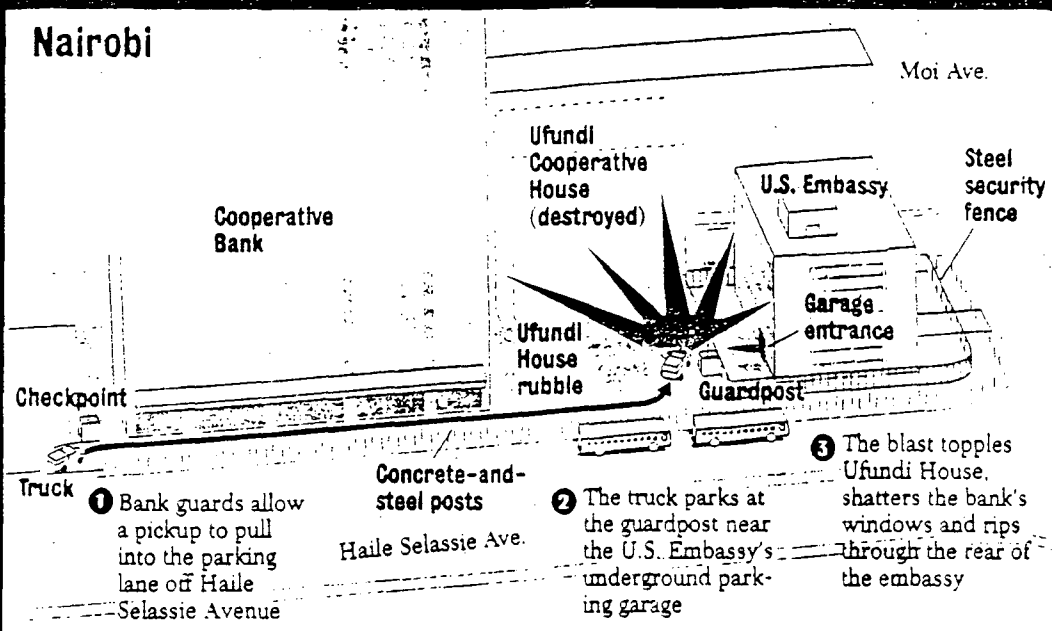 Nairobi
Moi Ave.
Ufundi
Cooperative
House
(destroyed)
U.S. Embassy
Steel
security
fence
Cooperative
Bank
Garage
entrance
Ufundi
House
rubble
Checkpoint
Guardpost
Truck
Concrete-and-
steel posts
Haile Selassie Ave.
1 Bank guards allow
a pickup to pull
into the parking
lane off Haile
Selassie Avenue
2 The truck parks at
the guardpost near
the U.S. Embassy's
underground park-
ing garage
3 The blast topples
Ufundi House,
shatters the bank's
windows and rips
through the rear of
the embassy